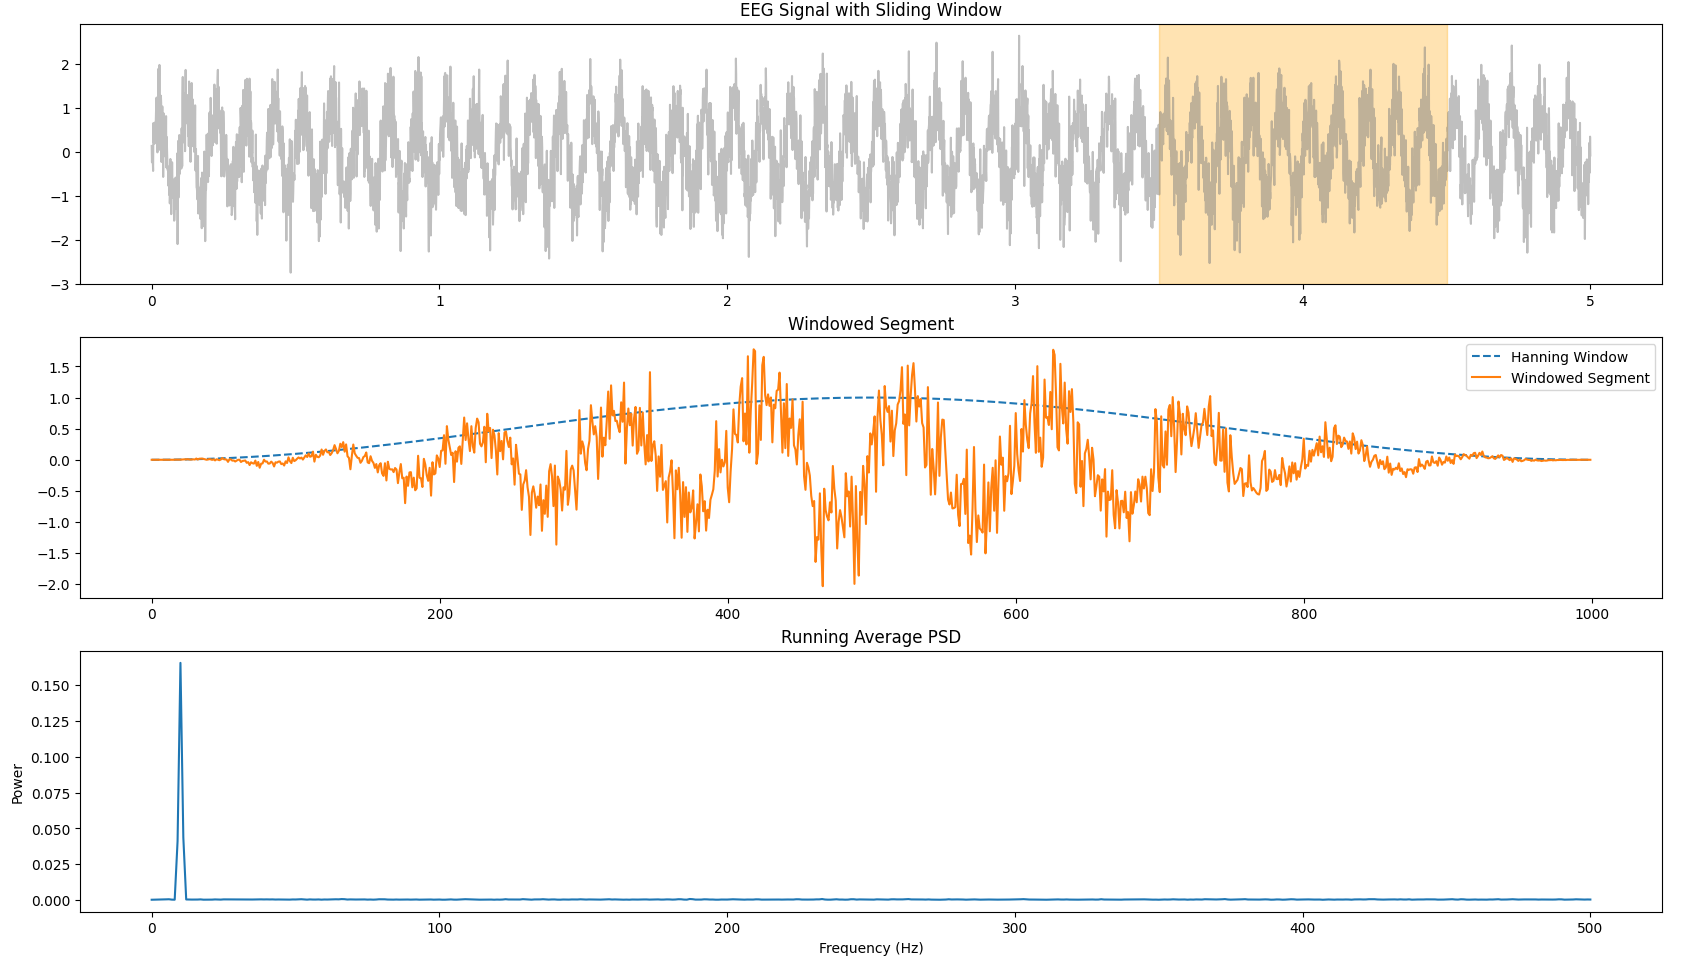 EEG Signal with Sliding Window
2
1
0
−1
−2
−3
0 1 2 3 4 5
Windowed Segment
Hanning Window
Windowed Segment
1.5
1.0
0.5
0.0
−0.5
−1.0
−1.5
−2.0
0 200 400 600 800 1000
Running Average PSD
Power
0.150
0.125
0.100
0.075
0.050
0.025
0.000
0 100 200 300 400 500
Frequency (Hz)